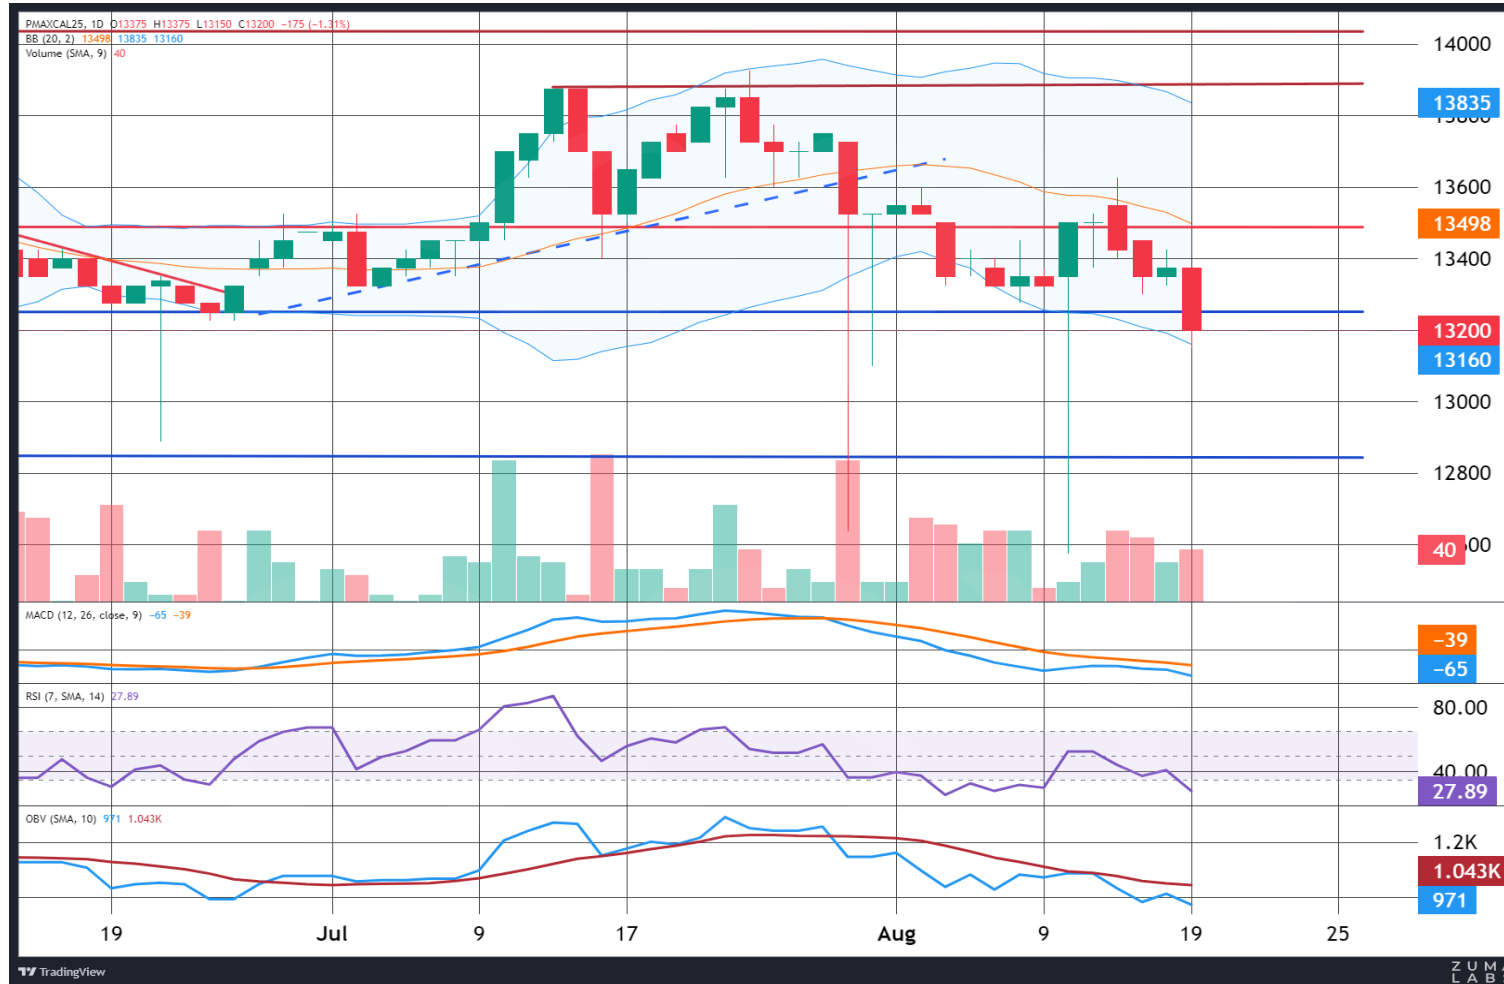 PMAXCAL25, 1D O13375 H13375 L13150 C13200 −175 (−1.31%)
BB (20, 2) 13498 13835 13160
Volume (SMA, 9) 40
14000
13835
13800
13600
13498
13400
13200
13160
13000
12800
40
MACD (12, 26, close, 9) −65 −39
−39
−65
RSI (7, SMA, 14) 27.89
80.00
40.00
27.89
OBV (SMA, 10) 971 1.043K
1.2K
1.043K
971
19 Jul 9 17 Aug 9 19 25
TradingView